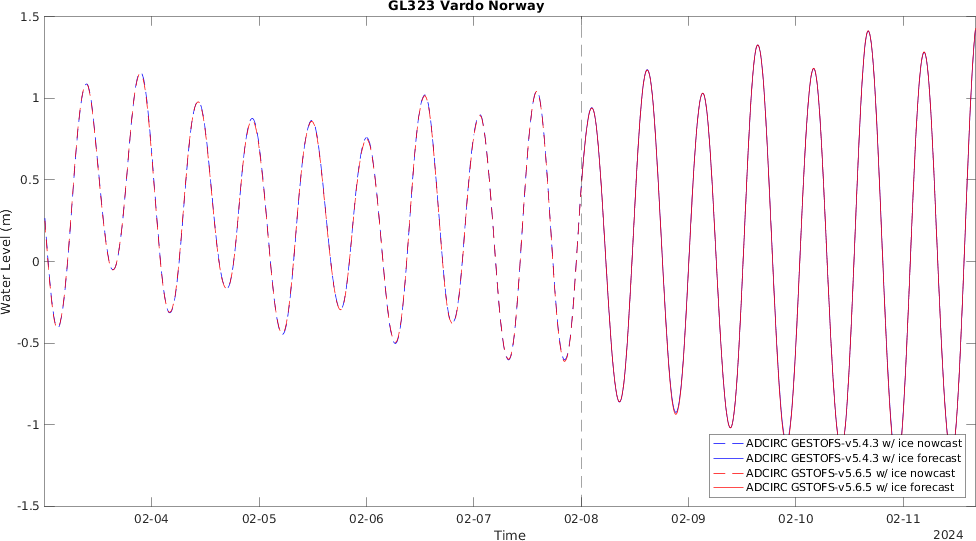 GL323 Vardo Norway
1.5
1
0.5
0
-0.5
-1
-1.5
Water Level (m)
ADCIRC GESTOFS-v5.4.3 w/ ice nowcast
ADCIRC GESTOFS-v5.4.3 w/ ice forecast
ADCIRC GSTOFS-v5.6.5 w/ ice nowcast
ADCIRC GSTOFS-v5.6.5 w/ ice forecast
02-04 02-05 02-06 02-07 02-08 02-09 02-10 02-11
Time
2024